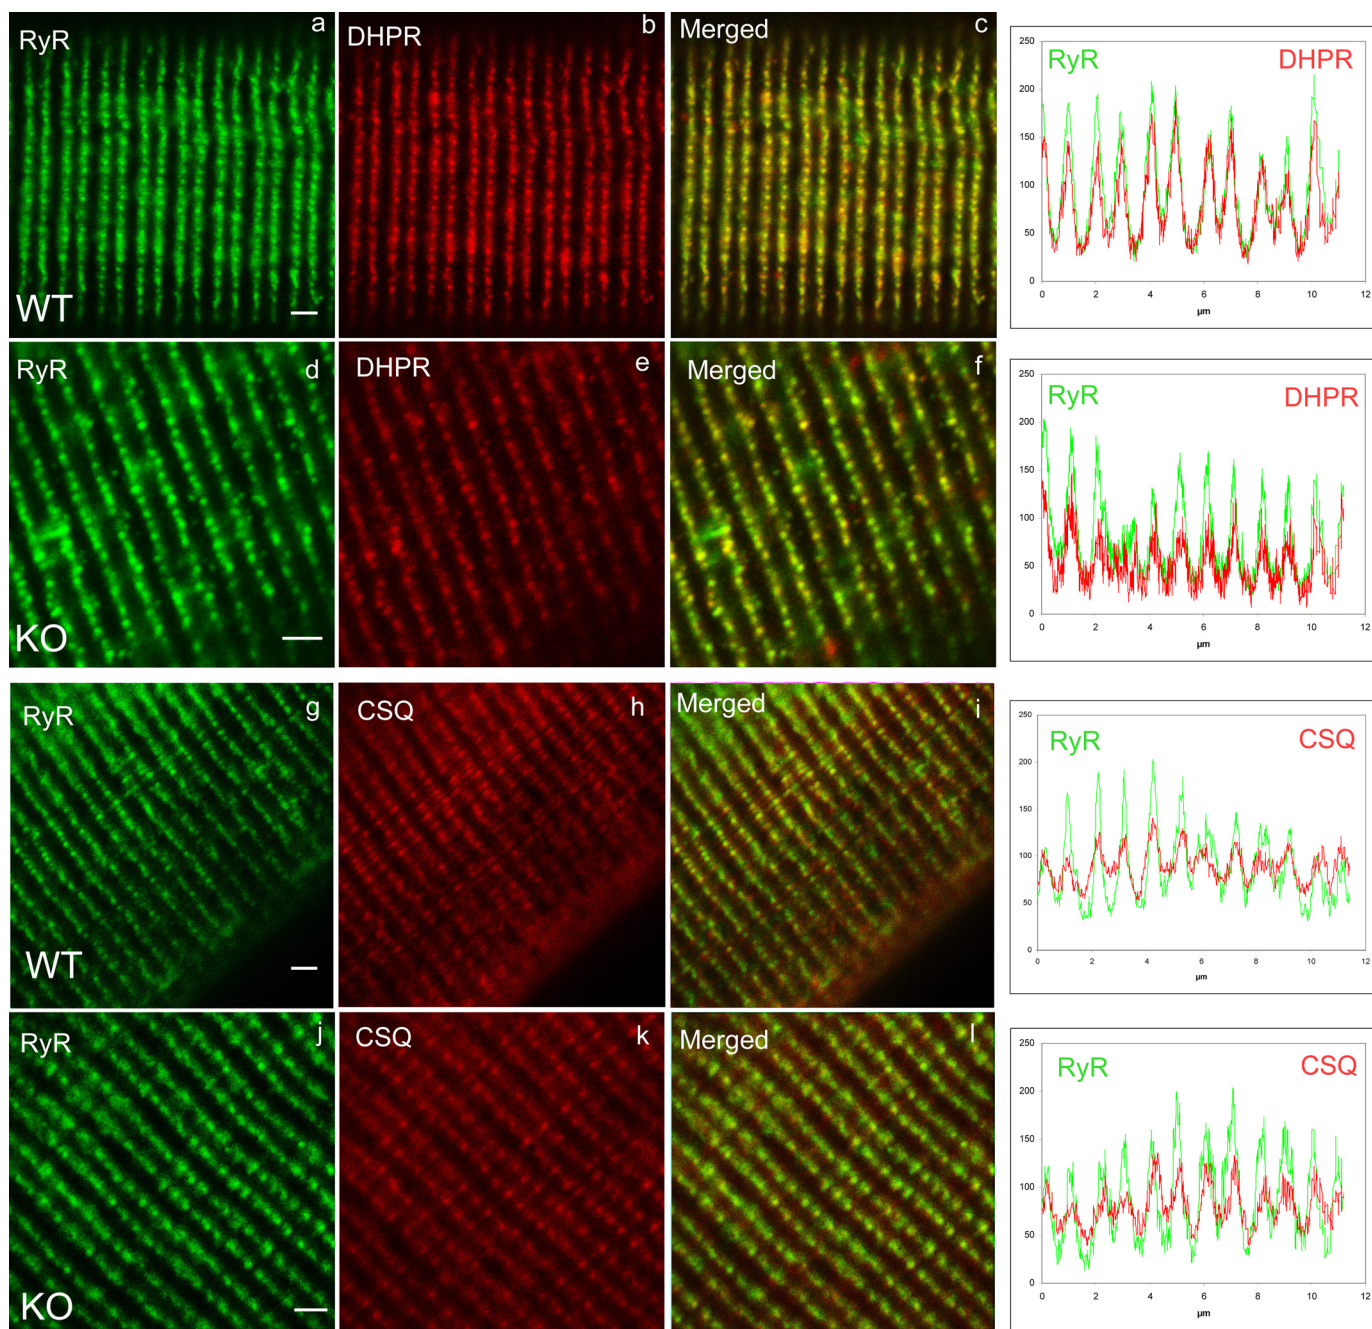 RyR a DHPR b Merged c
WT
RyR DHPR
250
200
150
100
50
0
0 2 4 6 8 10 12
µm
RyR d DHPR e Merged f
KO
RyR DHPR
250
200
150
100
50
0
0 2 4 6 8 10 12
µm
RyR g CSQ h Merged i
WT
RyR CSQ
250
200
150
100
50
0
0 2 4 6 8 10 12
µm
RyR j CSQ k Merged l
KO
RyR CSQ
250
200
150
100
50
0
0 2 4 6 8 10 12
µm